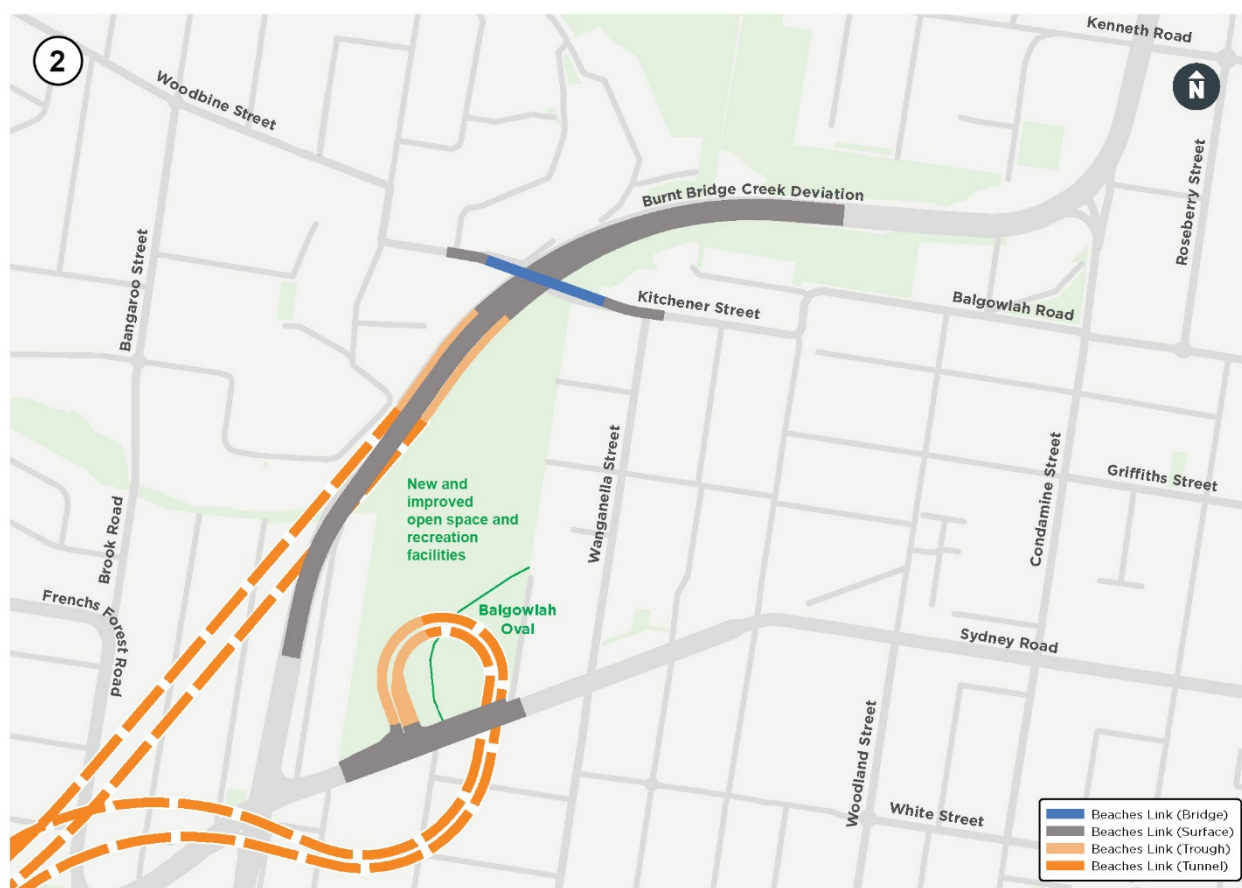 2
Kenneth Road
N
Woodbine Street
Burnt Bridge Creek Deviation
Roseberry Street
Bangaroo Street
Kitchener Street
Balgowlah Road
Wanganella Street
Condamine Street
Griffiths Street
New and
improved
open space and
recreation
facilities
Brook Road
Frenchs Forest Road
Balgowlah
Oval
Sydney Road
Woodland Street
White Street
Beaches Link (Bridge)
Beaches Link (Surface)
Beaches Link (Trough)
Beaches Link (Tunnel)